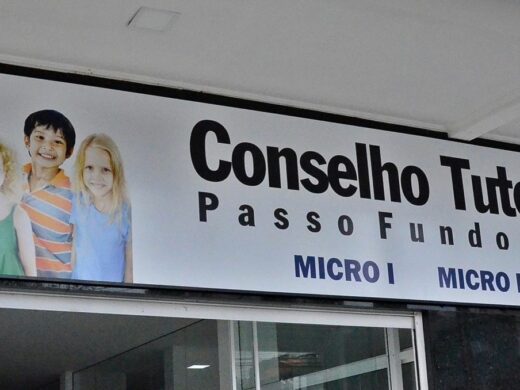 Conselho Tute
Passo Fundo
MICRO I MICRO I